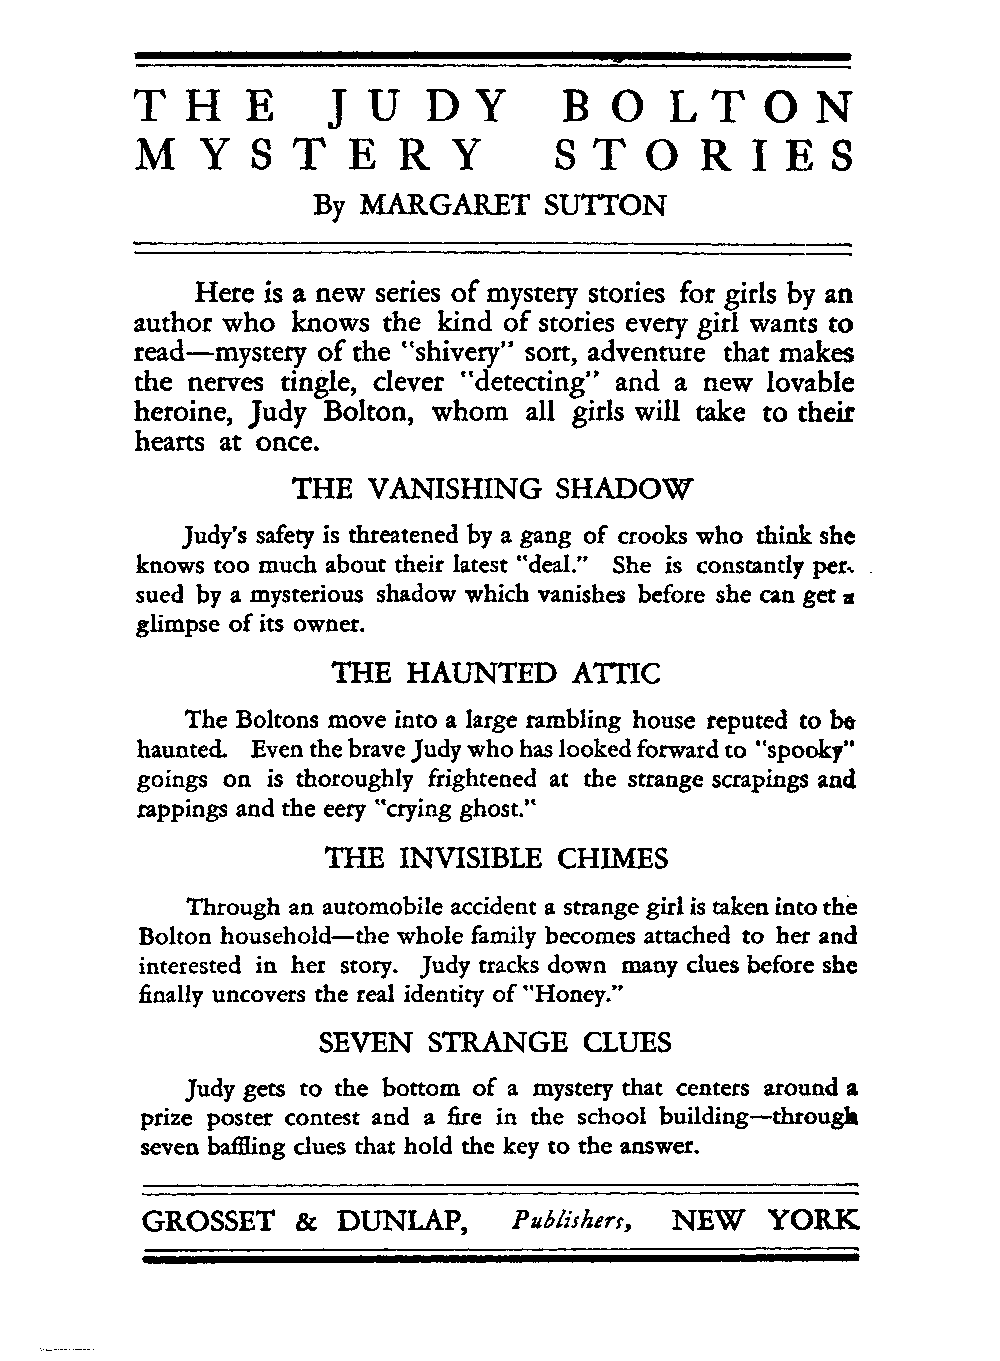 THE JUDY BOLTON
MYSTERY STORIES
By MARGARET SUTTON
Here is a new series of mystery stories for girls by an
author who knows the kind of stories every girl wants to
read—mystery of the "shivery" sort, adventure that makes
the nerves tingle, clever "detecting" and a new lovable
heroine, Judy Bolton, whom all girls will take to their
hearts at once.
THE VANISHING SHADOW
Judy's safety is threatened by a gang of crooks who think she
knows too much about their latest "deal." She is constantly per-
sued by a mysterious shadow which vanishes before she can get a
glimpse of its owner.
THE HAUNTED ATTIC
The Boltons move into a large rambling house reputed to be
haunted. Even the brave Judy who has looked forward to "spooky"
goings on is thoroughly frightened at the strange scrapings and
rappings and the eery "crying ghost."
THE INVISIBLE CHIMES
Through an automobile accident a strange girl is taken into the
Bolton household—the whole family becomes attached to her and
interested in her story. Judy tracks down many clues before she
finally uncovers the real identity of "Honey."
SEVEN STRANGE CLUES
Judy gets to the bottom of a mystery that centers around a
prize poster contest and a fire in the school building—through
seven baffling clues that hold the key to the answer.
GROSSET & DUNLAP, Publishers, NEW YORK